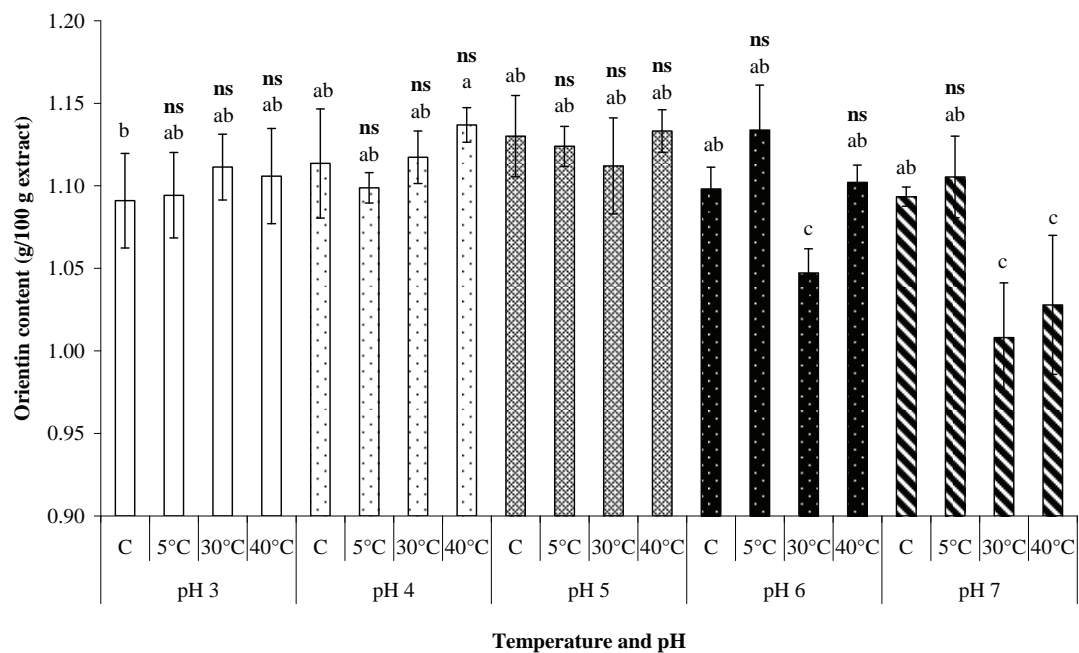 Orientin content (g/100 g extract)
1.20
1.15
1.10
1.05
1.00
0.95
0.90
b
ns
ab
ns
ab
ns
ab
ab
ns
ab
ns
ab
ns
a
ab
ns
ab
ns
ab
ns
ab
ab
ns
ab
c
ns
ab
ab
ns
ab
c
c
C 5°C 30°C 40°C C 5°C 30°C 40°C C 5°C 30°C 40°C C 5°C 30°C 40°C C 5°C 30°C 40°C
pH 3 pH 4 pH 5 pH 6 pH 7
Temperature and pH